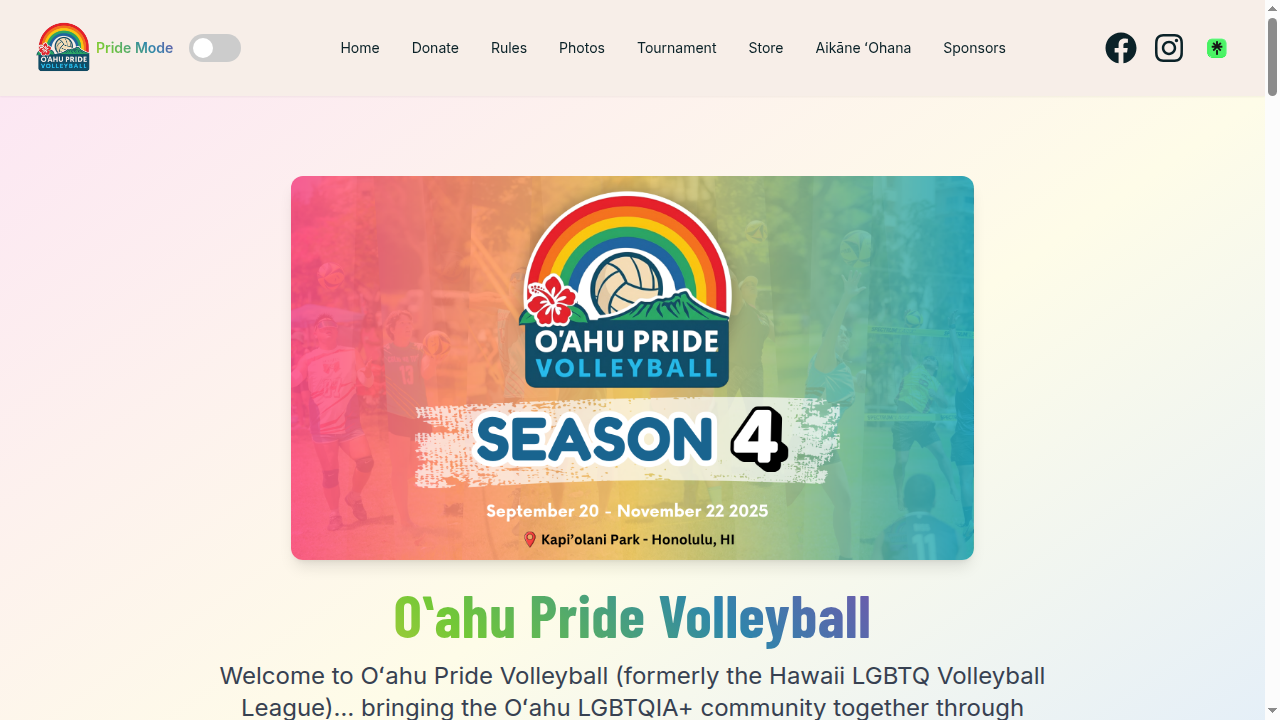 O'AHU PRIDE
VOLLEYBALL
Pride Mode
Home
Donate
Rules
Photos
Tournament
Store
Aikāne ʻOhana
Sponsors
O'AHU PRIDE
VOLLEYBALL
SEASON 4
September 20 - November 22 2025
Kapi'olani Park - Honolulu, HI
Oʻahu Pride Volleyball
Welcome to Oʻahu Pride Volleyball (formerly the Hawaii LGBTQ Volleyball
League)... bringing the Oʻahu LGBTQIA+ community together through